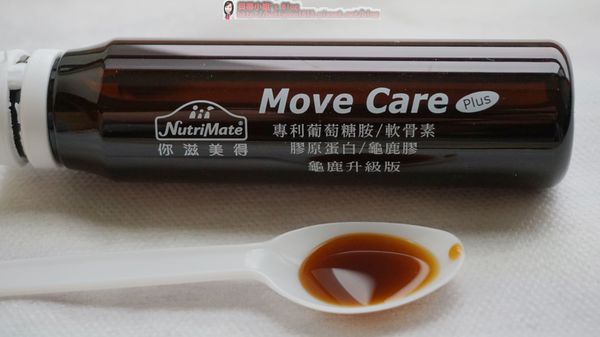 Move Care Plus
NutriMate
你滋美得
專利葡萄糖胺/軟骨素
膠原蛋白/龜鹿膠
龜鹿升級版